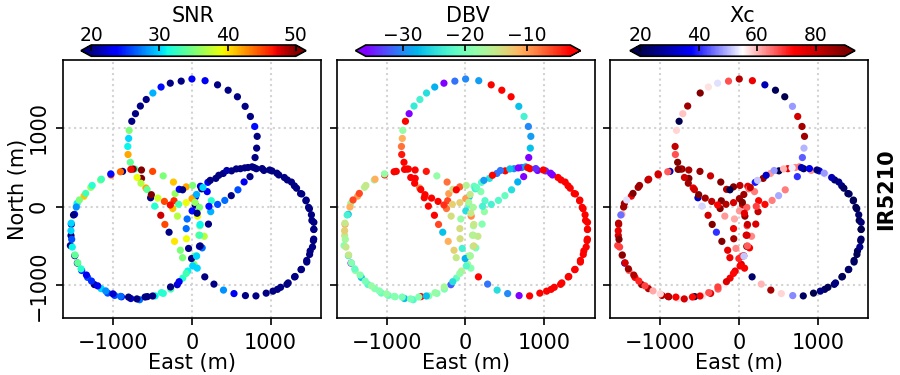 SNR DBV Xc
20 30 40 50 −30 −20 −10 20 40 60 80
North (m)
1000
0
−1000
IR5210
−1000 0 1000 −1000 0 1000 −1000 0 1000
East (m) East (m) East (m)